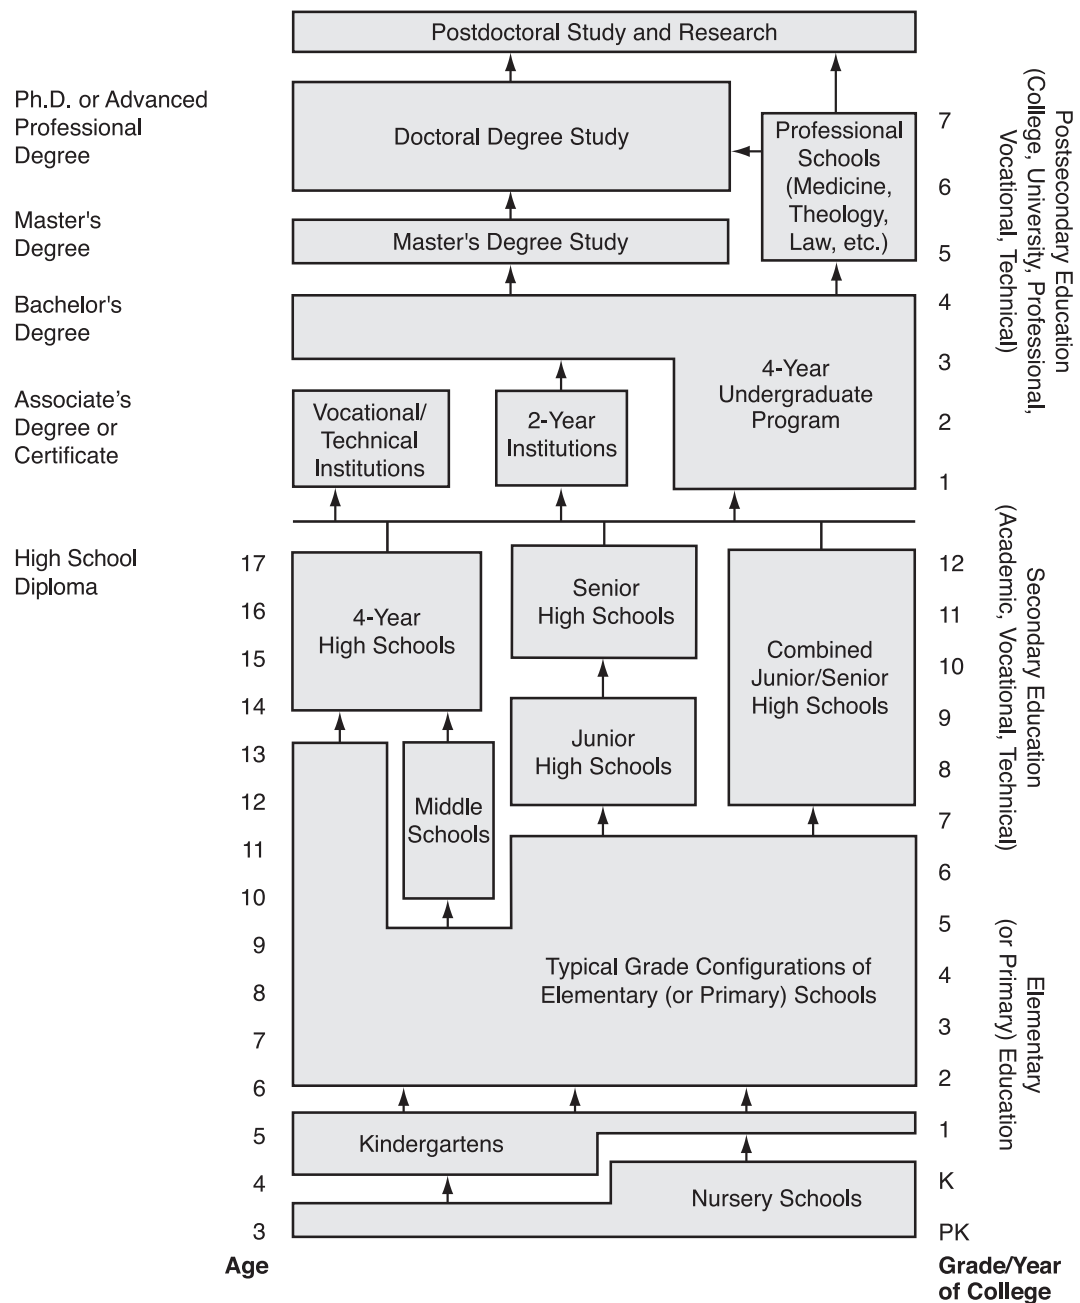 Postdoctoral Study and Research
Ph.D. or Advanced
Professional
Degree
Doctoral Degree Study
Professional
Schools
(Medicine,
Theology,
Law, etc.)
7
6
5
Master's
Degree
Master's Degree Study
Bachelor's
Degree
4
3
2
1
4-Year
Undergraduate
Program
Associate’s
Degree or
Certificate
Vocational/
Technical
Institutions
2-Year
Institutions
Postsecondary Education
(College, University, Professional,
Vocational, Technical)
High School
Diploma
17
16
15
14
13
12
11
10
9
8
7
6
5
4
3
Age
4-Year
High Schools
Senior
High Schools
Combined
Junior/Senior
High Schools
Junior
High Schools
Middle
Schools
Typical Grade Configurations of
Elementary (or Primary) Schools
Kindergartens
Nursery Schools
12
11
10
9
8
7
6
5
4
3
2
1
K
PK
Grade/Year
of College
Secondary Education
(Academic, Vocational, Technical)
Elementary
(or Primary) Education